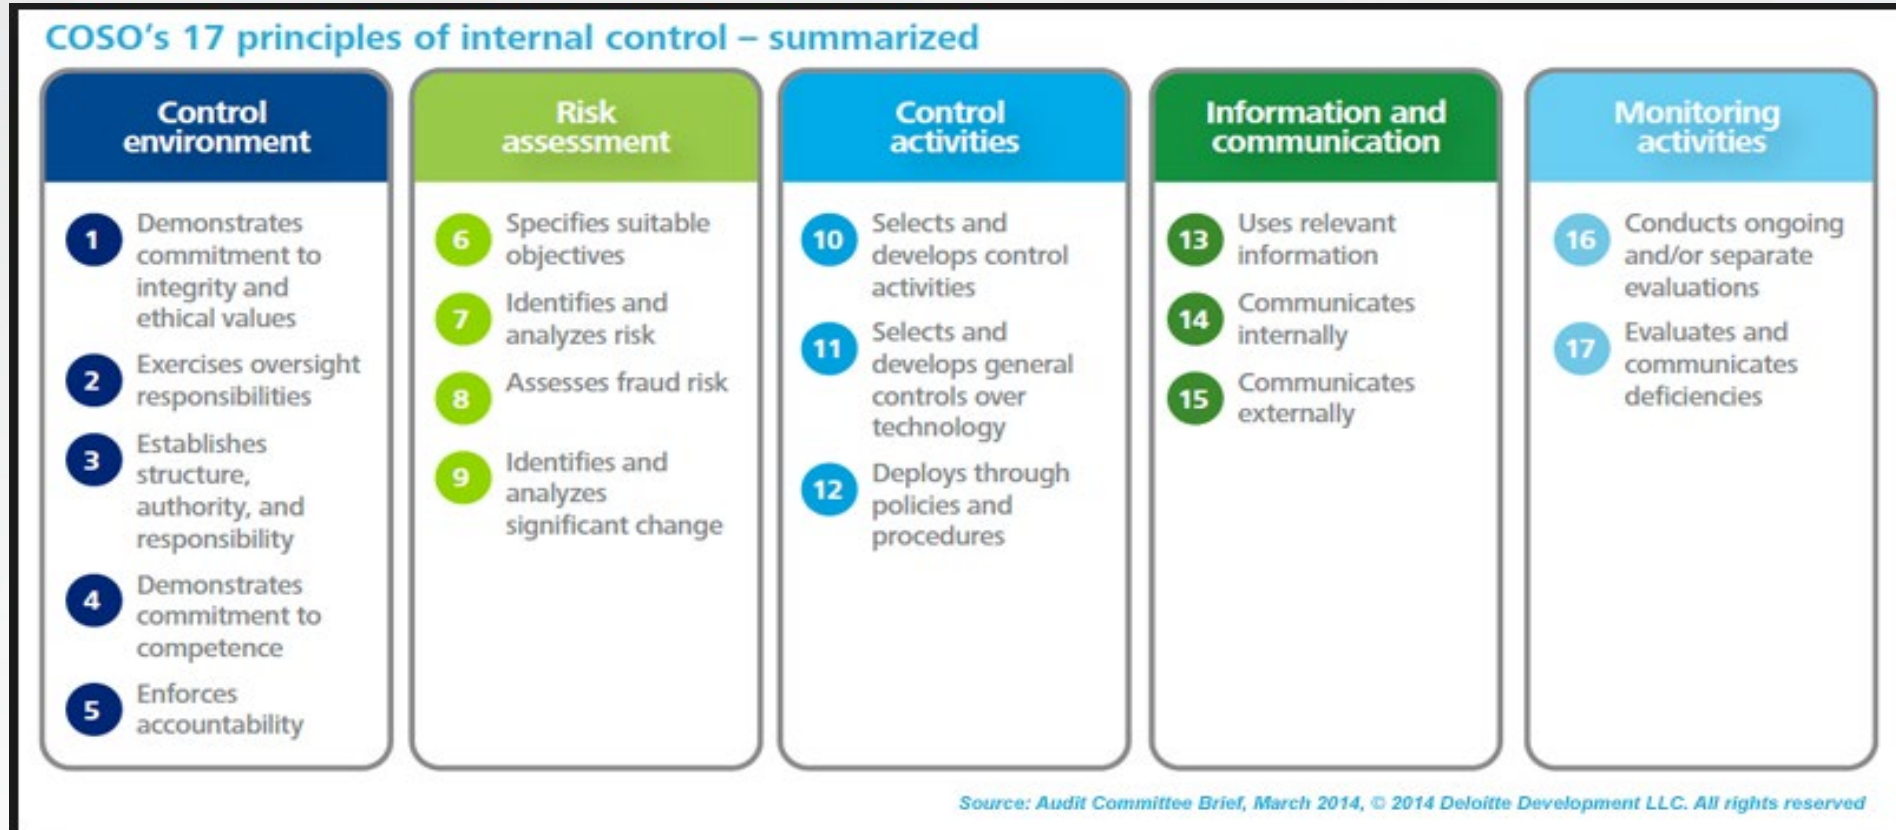 COSO’s 17 principles of internal control – summarized
Control
environment
1
Demonstrates
commitment to
integrity and
ethical values
2
Exercises oversight
responsibilities
3
Establishes
structure,
authority, and
responsibility
4
Demonstrates
commitment to
competence
5
Enforces
accountability
Risk
assessment
6
Specifies suitable
objectives
7
Identifies and
analyzes risk
8
Assesses fraud risk
9
Identifies and
analyzes
significant change
Control
activities
10
Selects and
develops control
activities
11
Selects and
develops general
controls over
technology
12
Deploys through
policies and
procedures
Information and
communication
13
Uses relevant
information
14
Communicates
internally
15
Communicates
externally
Monitoring
activities
16
Conducts ongoing
and/or separate
evaluations
17
Evaluates and
communicates
deficiencies
Source: Audit Committee Brief, March 2014, © 2014 Deloitte Development LLC. All rights reserved